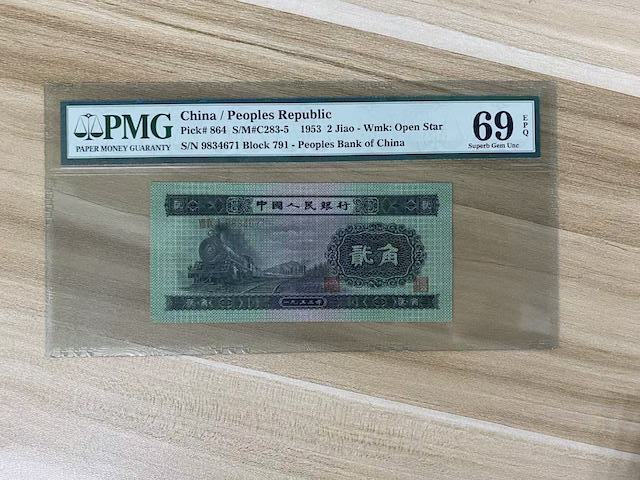 PMG
PAPER MONEY GUARANTY
China / Peoples Republic
Pick# 864 S/M#C283-5 1953 2 Jiao - Wmk: Open Star
S/N 9834671 Block 791 - Peoples Bank of China
69 EPQ
Superb Gem Unc
中國人民銀行
貳角
一九五三年